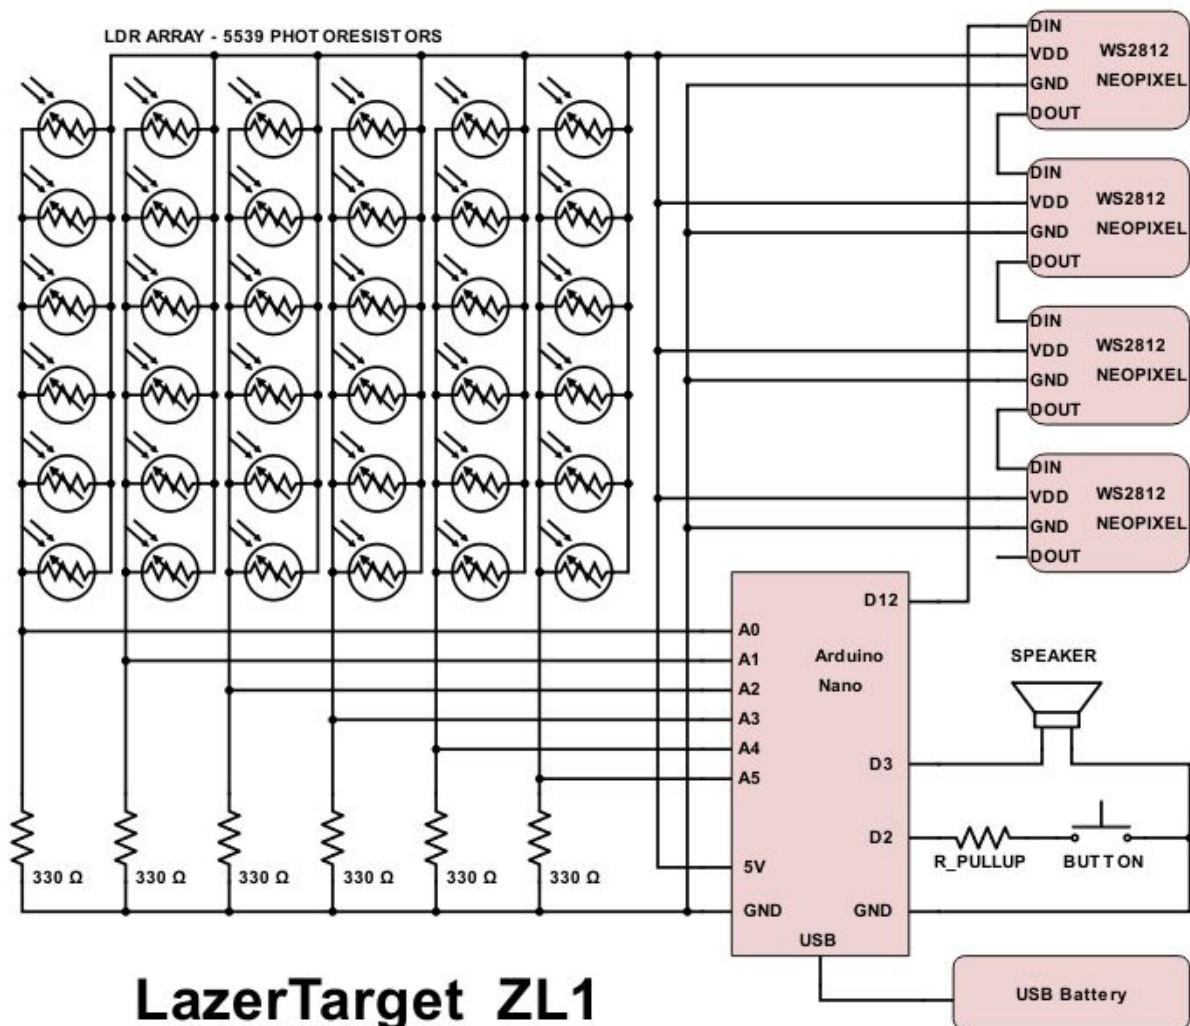 LDR ARRAY - 5539 PHOTORESISTORS
DIN
VDD
WS2812
GND
NEOPIXEL
DOUT
DIN
VDD
WS2812
GND
NEOPIXEL
DOUT
DIN
VDD
WS2812
GND
NEOPIXEL
DOUT
DIN
VDD
WS2812
GND
NEOPIXEL
DOUT
D12
A0
A1
A2
A3
A4
A5
Arduino
Nano
SPEAKER
D3
D2
R_PULLUP
BUTTON
5V
GND
GND
USB
330 Ω
330 Ω
330 Ω
330 Ω
330 Ω
330 Ω
USB Battery
LazerTarget ZL1